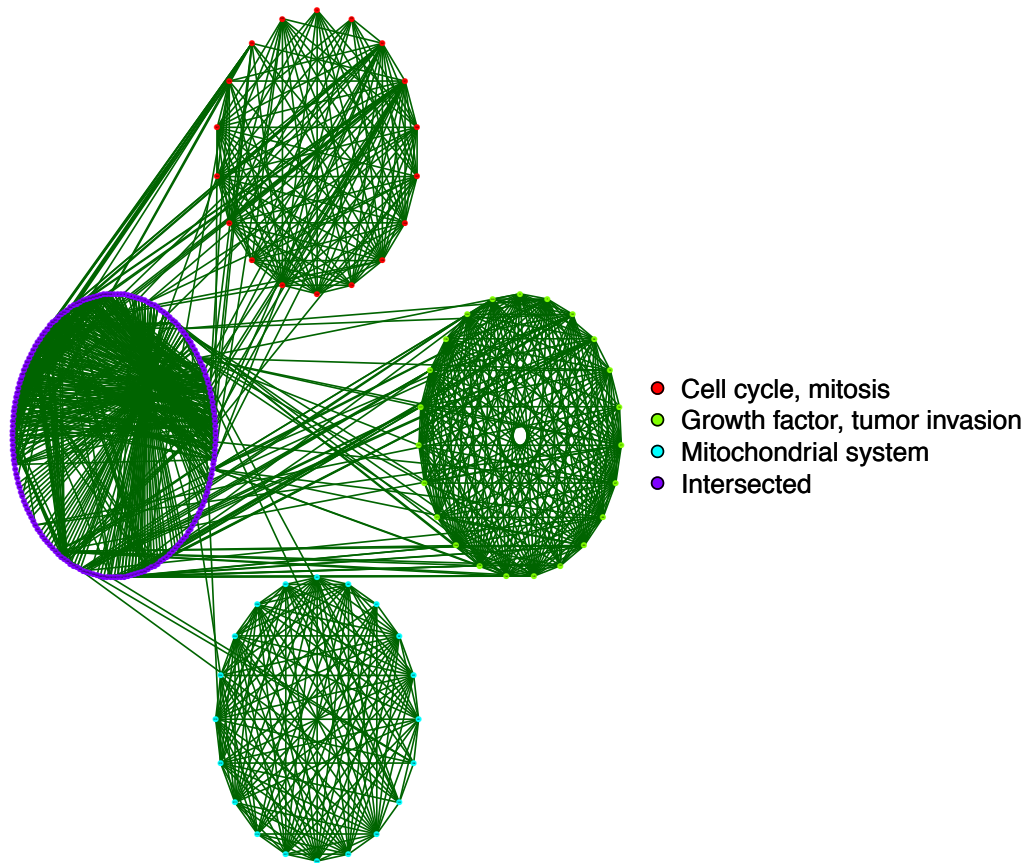 Cell cycle, mitosis
Growth factor, tumor invasion
Mitochondrial system
Intersected